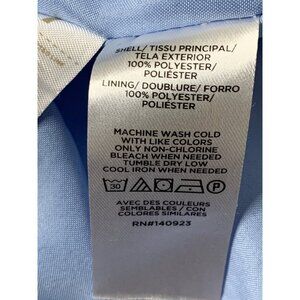 SHELL/ TISSU PRINCIPAL/
TELA EXTERIOR
100% POLYESTER/
POLIÉSTER
LINING/ DOUBLURE/ FORRO
100% POLYESTER/
POLIÉSTER
MACHINE WASH COLD
WITH LIKE COLORS
ONLY NON-CHLORINE
BLEACH WHEN NEEDED
TUMBLE DRY LOW
COOL IRON WHEN NEEDED
30 P
AVEC DES COULEURS
SEMBLABLES / CON
COLORES SIMILARES
RN#140923